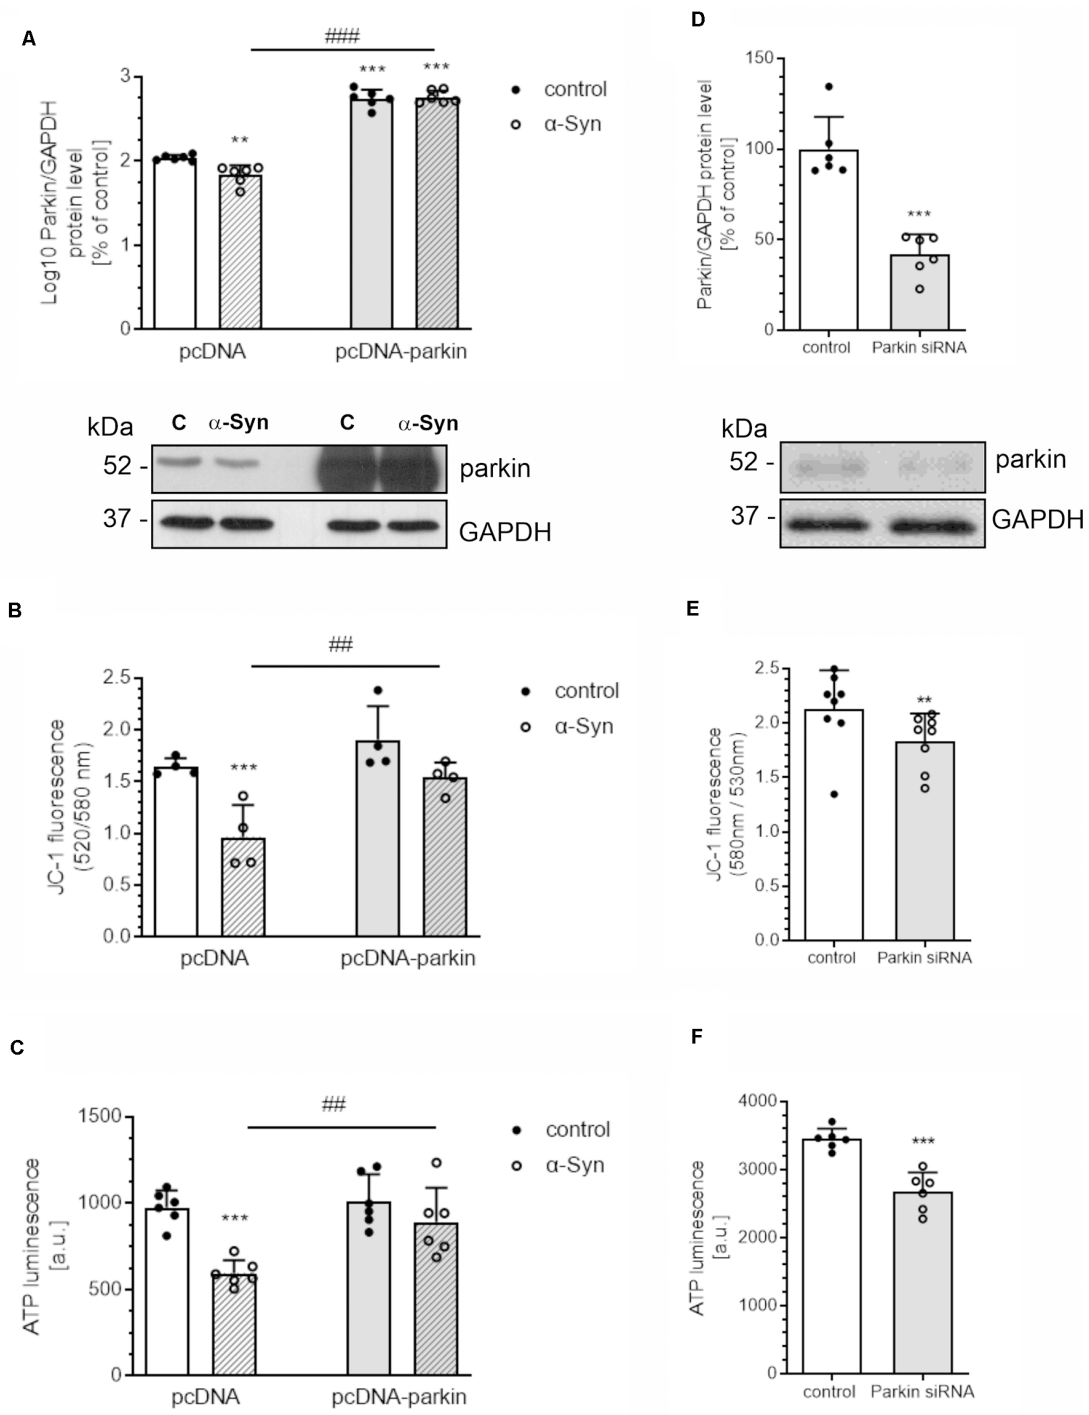 A
###
*** ***
**
Log10 Parkin/GAPDH
protein level
[% of control]
3
2
1
0
pcDNA
pcDNA-parkin
control
α-Syn
kDa
C
α-Syn
C
α-Syn
52 -
parkin
37 -
GAPDH
D
Parkin/GAPDH protein level
[% of control]
150
100
50
0
***
control
Parkin siRNA
kDa
52 -
parkin
37 -
GAPDH
B
##
***
JC-1 fluorescence
(520/580 nm)
2.5
2.0
1.5
1.0
0.5
0.0
pcDNA
pcDNA-parkin
control
α-Syn
E
JC-1 fluorescence
(580nm / 530nm)
2.5
2.0
1.5
1.0
0.5
0.0
**
control
Parkin siRNA
C
##
***
ATP luminescence
[a.u.]
1500
1000
500
0
pcDNA
pcDNA-parkin
control
α-Syn
F
ATP luminescence
[a.u.]
4000
3000
2000
1000
0
***
control
Parkin siRNA